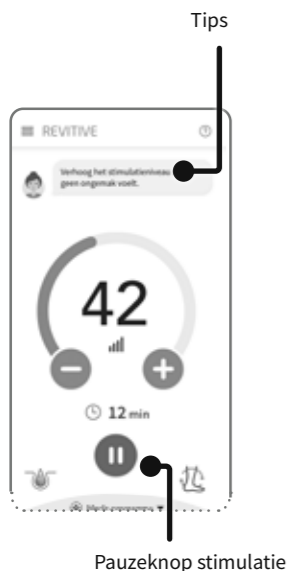 Tips
REVITIVE
Verhoog het stimulatieniveau
geen ongemak voelt.
42
12 min
Pauzeknop stimulatie